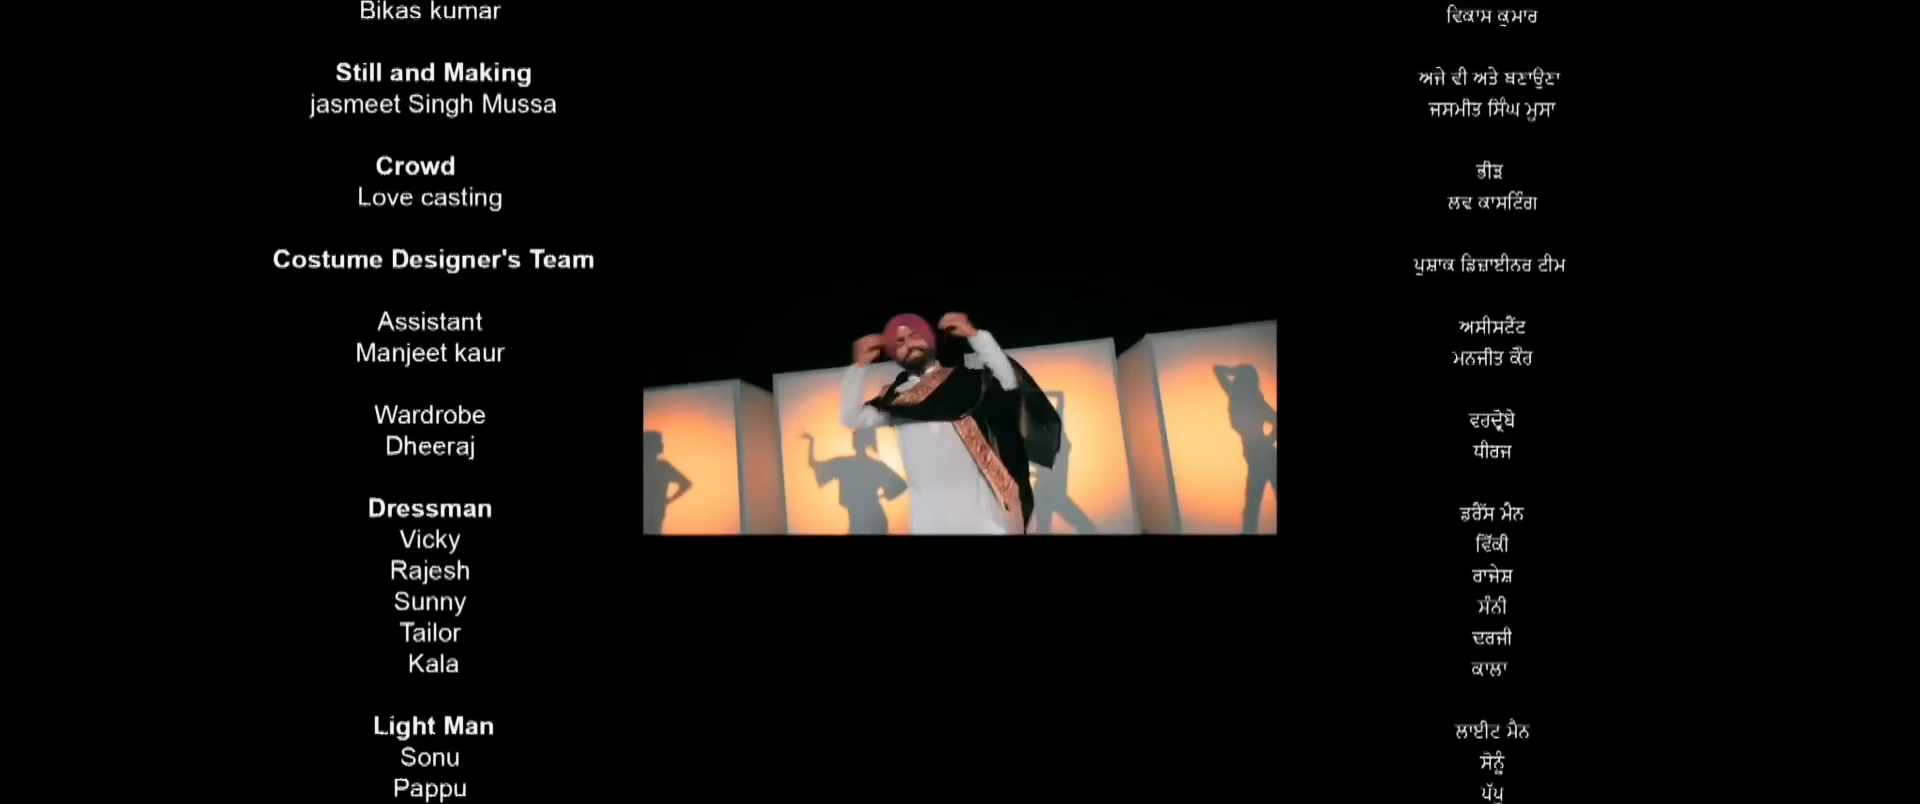 Bikas kumar
Still and Making
jasmeet Singh Mussa
Crowd
Love casting
Costume Designer's Team
Assistant
Manjeet kaur
Wardrobe
Dheeraj
Dressman
Vicky
Rajesh
Sunny
Tailor
Kala
Light Man
Sonu
Pappu
ਵਿਕਾਸ ਕੁਮਾਰ
ਅਜੇ ਵੀ ਅਤੇ ਬਣਾਉਣਾ
ਜਸਮੀਤ ਸਿੰਘ ਮੂਸਾ
ਭੀੜ
ਲਵ ਕਾਸਟਿੰਗ
ਪੁਸ਼ਾਕ ਡਿਜ਼ਾਈਨਰ ਟੀਮ
ਅਸੀਸਟੈਂਟ
ਮਨਜੀਤ ਕੌਰ
ਵਰਦ੍ਰੋਬੇ
ਧੀਰਜ
ਡਰੈੱਸ ਮੈਨ
ਵਿੱਕੀ
ਰਾਜੇਸ਼
ਸੰਨੀ
ਦਰਜੀ
ਕਾਲਾ
ਲਾਈਟ ਮੈਨ
ਸੋਨੂੰ
ਪੱਪੂ